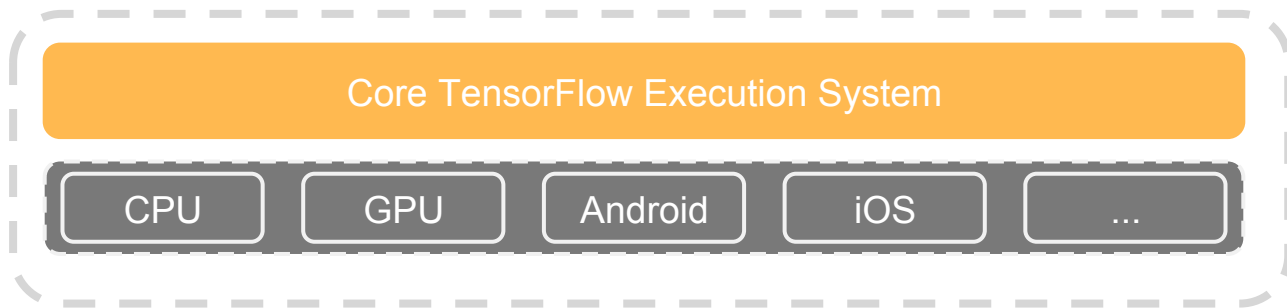 Core TensorFlow Execution System
CPU GPU Android iOS ...